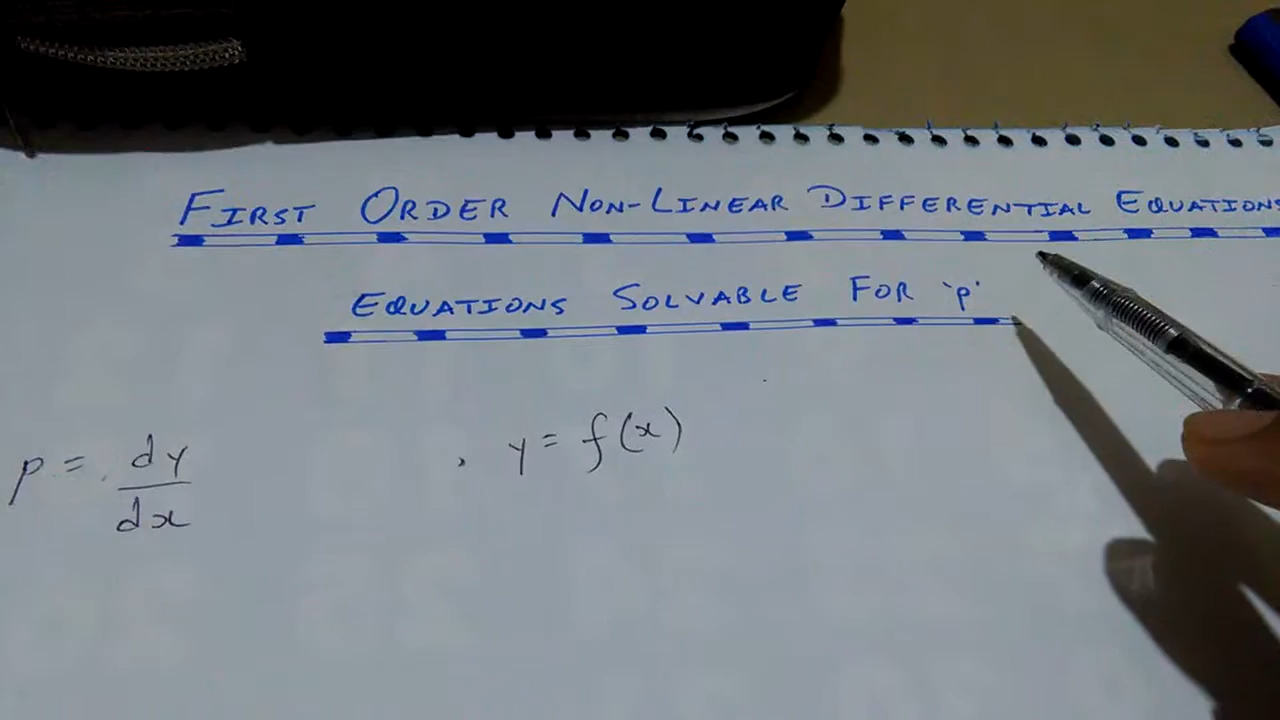 FIRST ORDER NON-LINEAR DIFFERENTIAL EQUATIONS
EQUATIONS SOLVABLE FOR 'p'
p = dy/dx , y = f(x)